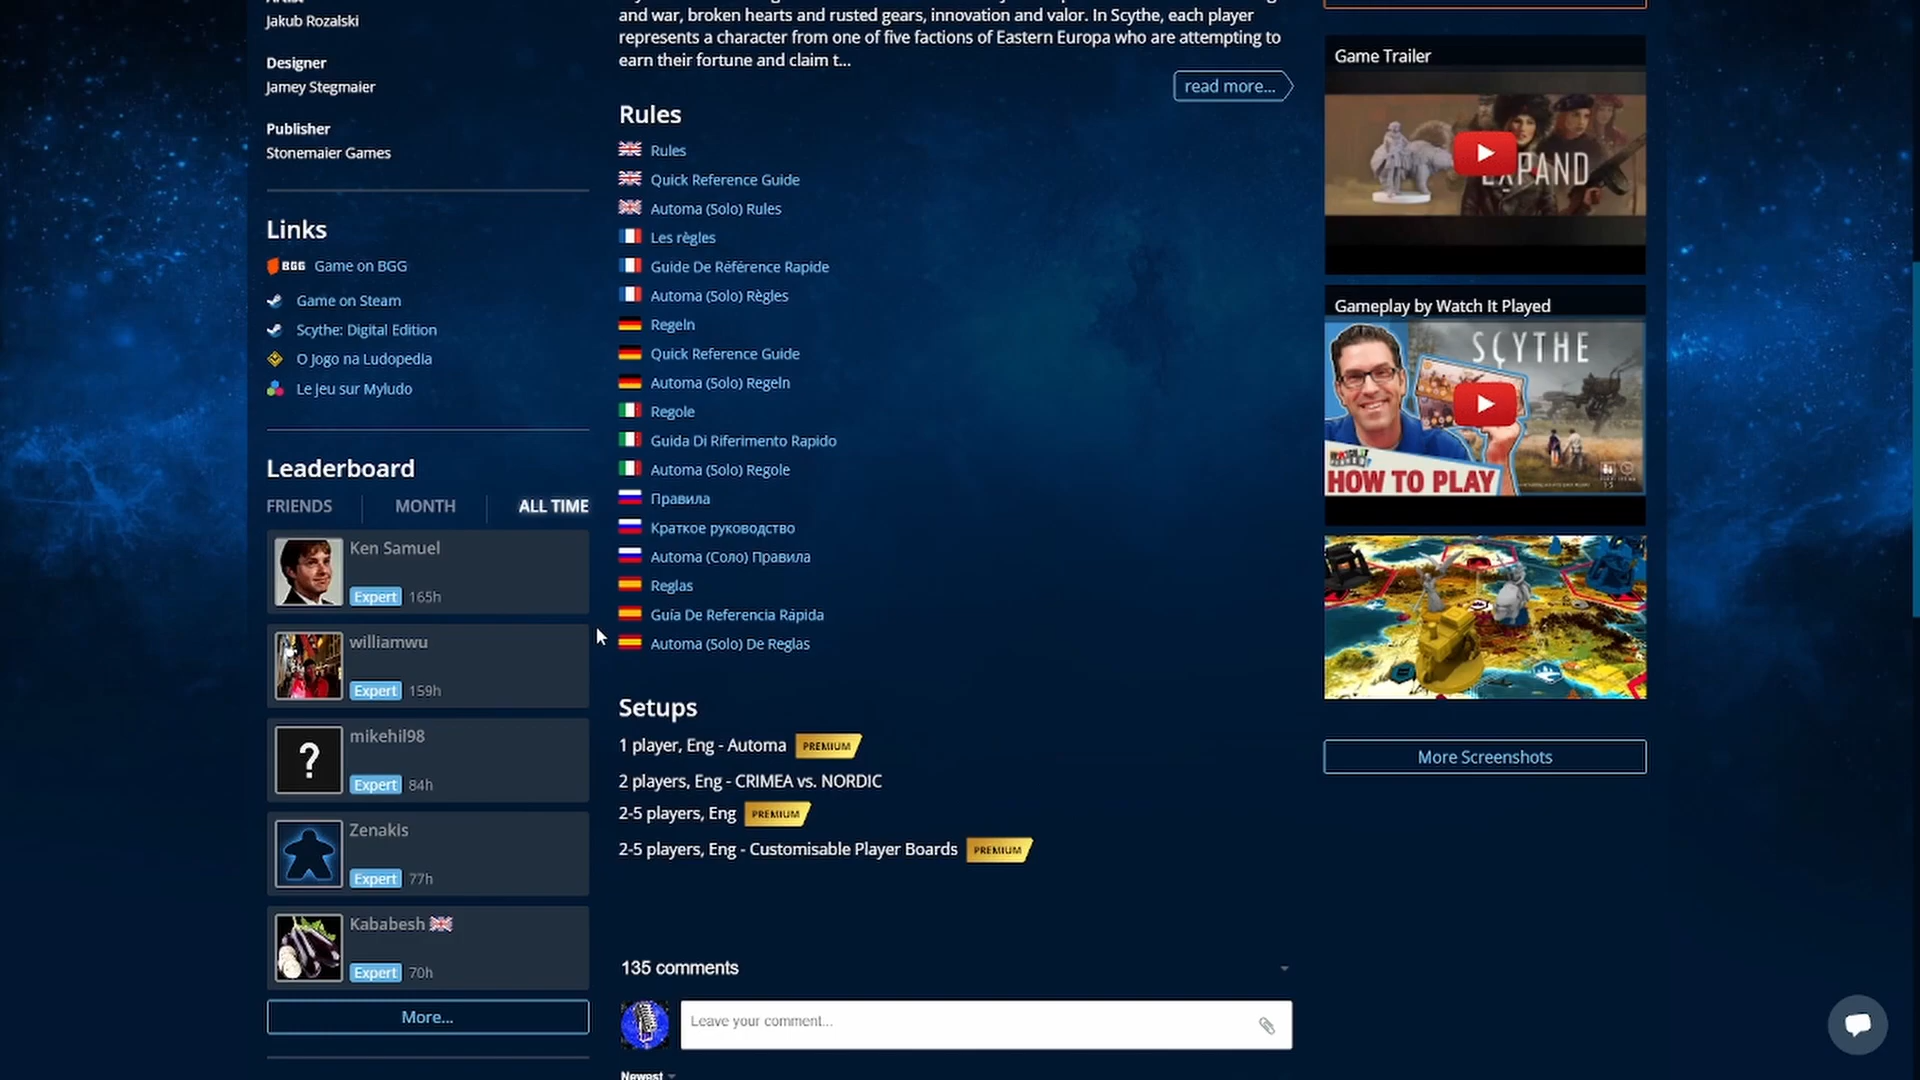 Jakub Rozalski
Designer
Jamey Stegmaier
Publisher
Stonemaier Games
Links
BGG Game on BGG
Game on Steam
Scythe: Digital Edition
O Jogo na Ludopedia
Le jeu sur Myludo
Leaderboard
FRIENDS MONTH ALL TIME
Ken Samuel
Expert 165h
williamwu
Expert 159h
?
mikehil98
Expert 84h
Zenakis
Expert 77h
Kababesh
Expert 70h
More...
and war, broken hearts and rusted gears, innovation and valor. In Scythe, each player
represents a character from one of five factions of Eastern Europa who are attempting to
earn their fortune and claim t...
read more...
Rules
Rules
Quick Reference Guide
Automa (Solo) Rules
Les règles
Guide De Référence Rapide
Automa (Solo) Règles
Regeln
Quick Reference Guide
Automa (Solo) Regeln
Regole
Guida Di Riferimento Rapido
Automa (Solo) Regole
Правила
Краткое руководство
Automa (Соло) Правила
Reglas
Guía De Referencia Rápida
Automa (Solo) De Reglas
Setups
1 player, Eng - Automa PREMIUM
2 players, Eng - CRIMEA vs. NORDIC
2-5 players, Eng PREMIUM
2-5 players, Eng - Customisable Player Boards PREMIUM
135 comments
Leave your comment...
Newest
Game Trailer
EXPAND
Gameplay by Watch It Played
SCYTHE
HOW TO PLAY
More Screenshots